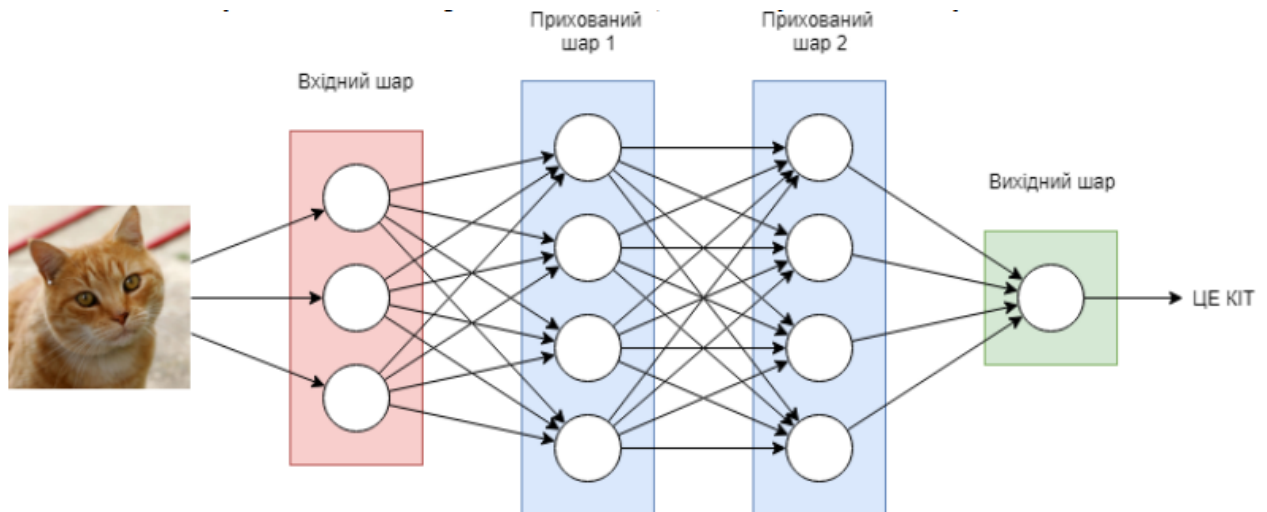 Прихований
шар 1
Прихований
шар 2
Вхідний шар
Вихідний шар
ЦЕ КІТ